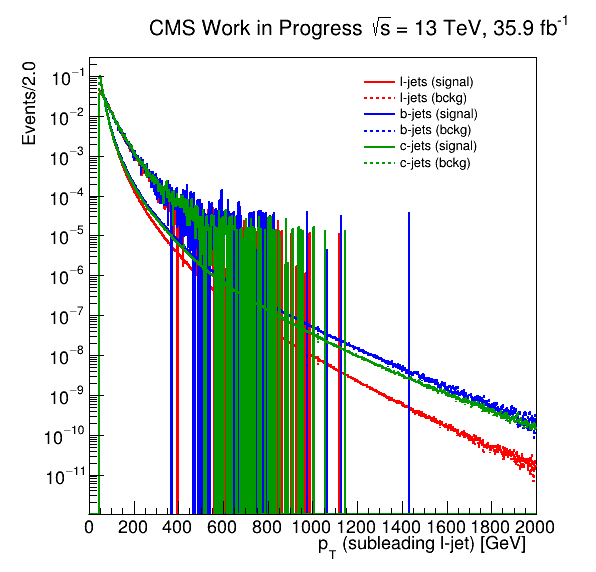 CMS Work in Progress √s = 13 TeV, 35.9 fb⁻¹
Events/2.0
l-jets (signal)
l-jets (bckg)
b-jets (signal)
b-jets (bckg)
c-jets (signal)
c-jets (bckg)
10⁻¹
10⁻²
10⁻³
10⁻⁴
10⁻⁵
10⁻⁶
10⁻⁷
10⁻⁸
10⁻⁹
10⁻¹⁰
10⁻¹¹
0 200 400 600 800 1000 1200 1400 1600 1800 2000
p_T (subleading l-jet) [GeV]